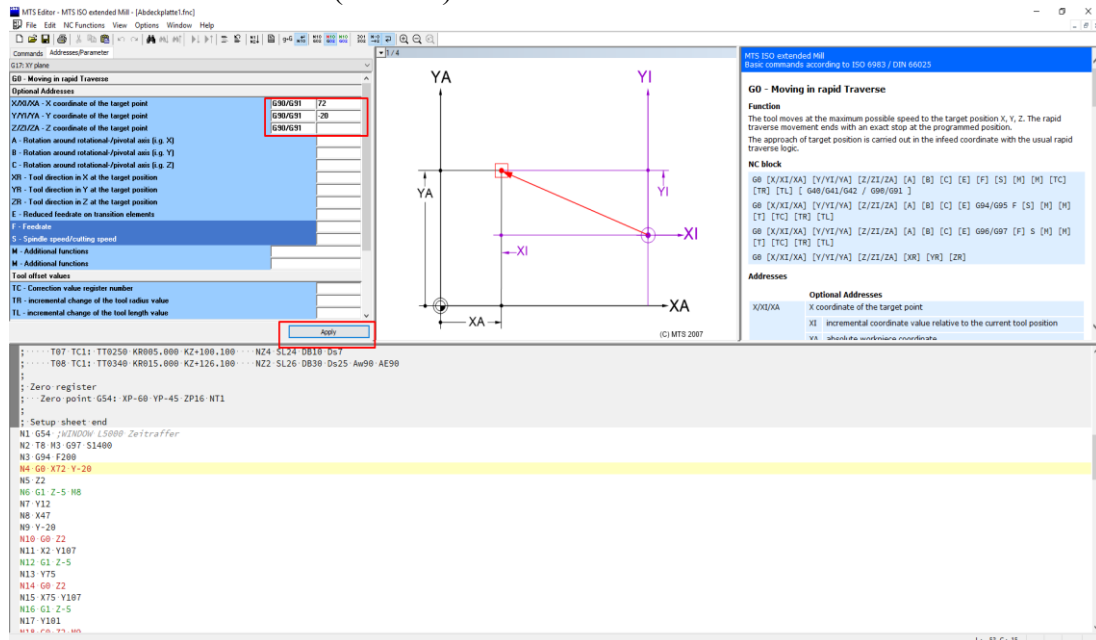 MTS Editor - MTS ISO extended Mill - [Abdeckplatte1.fnc]
File Edit NC Functions View Options Window Help
Commands Addresses/Parameter
G17: XY plane
G0 - Moving in rapid Traverse
Optional Addresses
X/XI/XA - X coordinate of the target point G90/G91 72
Y/YI/YA - Y coordinate of the target point G90/G91 -20
Z/ZI/ZA - Z coordinate of the target point G90/G91
A - Rotation around rotational-/pivotal axis (i.g. X)
B - Rotation around rotational-/pivotal axis (i.g. Y)
C - Rotation around rotational-/pivotal axis (i.g. Z)
XR - Tool direction in X at the target position
YR - Tool direction in Y at the target position
ZR - Tool direction in Z at the target position
E - Reduced feedrate on transition elements
F - Feedrate
S - Spindle speed/cutting speed
M - Additional functions
M - Additional functions
Tool offset values
TC - Correction value register number
TR - incremental change of the tool radius value
TL - incremental change of the tool length value
Apply
1 / 4
YA YI
YA YI
XI
XI
XA
XA
(C) MTS 2007
MTS ISO extended Mill
Basic commands according to ISO 6983 / DIN 66025
G0 - Moving in rapid Traverse
Function
The tool moves at the maximum possible speed to the target position X, Y, Z. The rapid
traverse movement ends with an exact stop at the programmed position.
The approach of target position is carried out in the infeed coordinate with the usual rapid
traverse logic.
NC block
G0 [X/XI/XA] [Y/YI/YA] [Z/ZI/ZA] [A] [B] [C] [E] [F] [S] [M] [M] [TC]
[TR] [TL] [ G40/G41/G42 / G90/G91 ]
G0 [X/XI/XA] [Y/YI/YA] [Z/ZI/ZA] [A] [B] [C] [E] G94/G95 F [S] [M] [M]
[T] [TC] [TR] [TL]
G0 [X/XI/XA] [Y/YI/YA] [Z/ZI/ZA] [A] [B] [C] [E] G96/G97 [F] S [M] [M]
[T] [TC] [TR] [TL]
G0 [X/XI/XA] [Y/YI/YA] [Z/ZI/ZA] [XR] [YR] [ZR]
Addresses
Optional Addresses
X/XI/XA X coordinate of the target point
XI incremental coordinate value relative to the current tool position
XA absolute workpiece coordinate
;·····T07·TC1:·TT0250·KR005.000·KZ+100.100····NZ4·SL24·DB10·Ds7
;·····T08·TC1:·TT0340·KR015.000·KZ+126.100····NZ2·SL26·DB30·Ds25·Aw90·AE90
;
;·Zero·register
;···Zero·point·G54:·XP-60·YP-45·ZP16·NT1
;
;·Setup·sheet·end
N1·G54·;WINDOW·L5000·Zeitraffer
N2·T8·M3·G97·S1400
N3·G94·F200
N4·G0·X72·Y-20
N5·Z2
N6·G1·Z-5·M8
N7·Y12
N8·X47
N9·Y-20
N10·G0·Z2
N11·X2·Y107
N12·G1·Z-5
N13·Y75
N14·G0·Z2
N15·X75·Y107
N16·G1·Z-5
N17·Y101